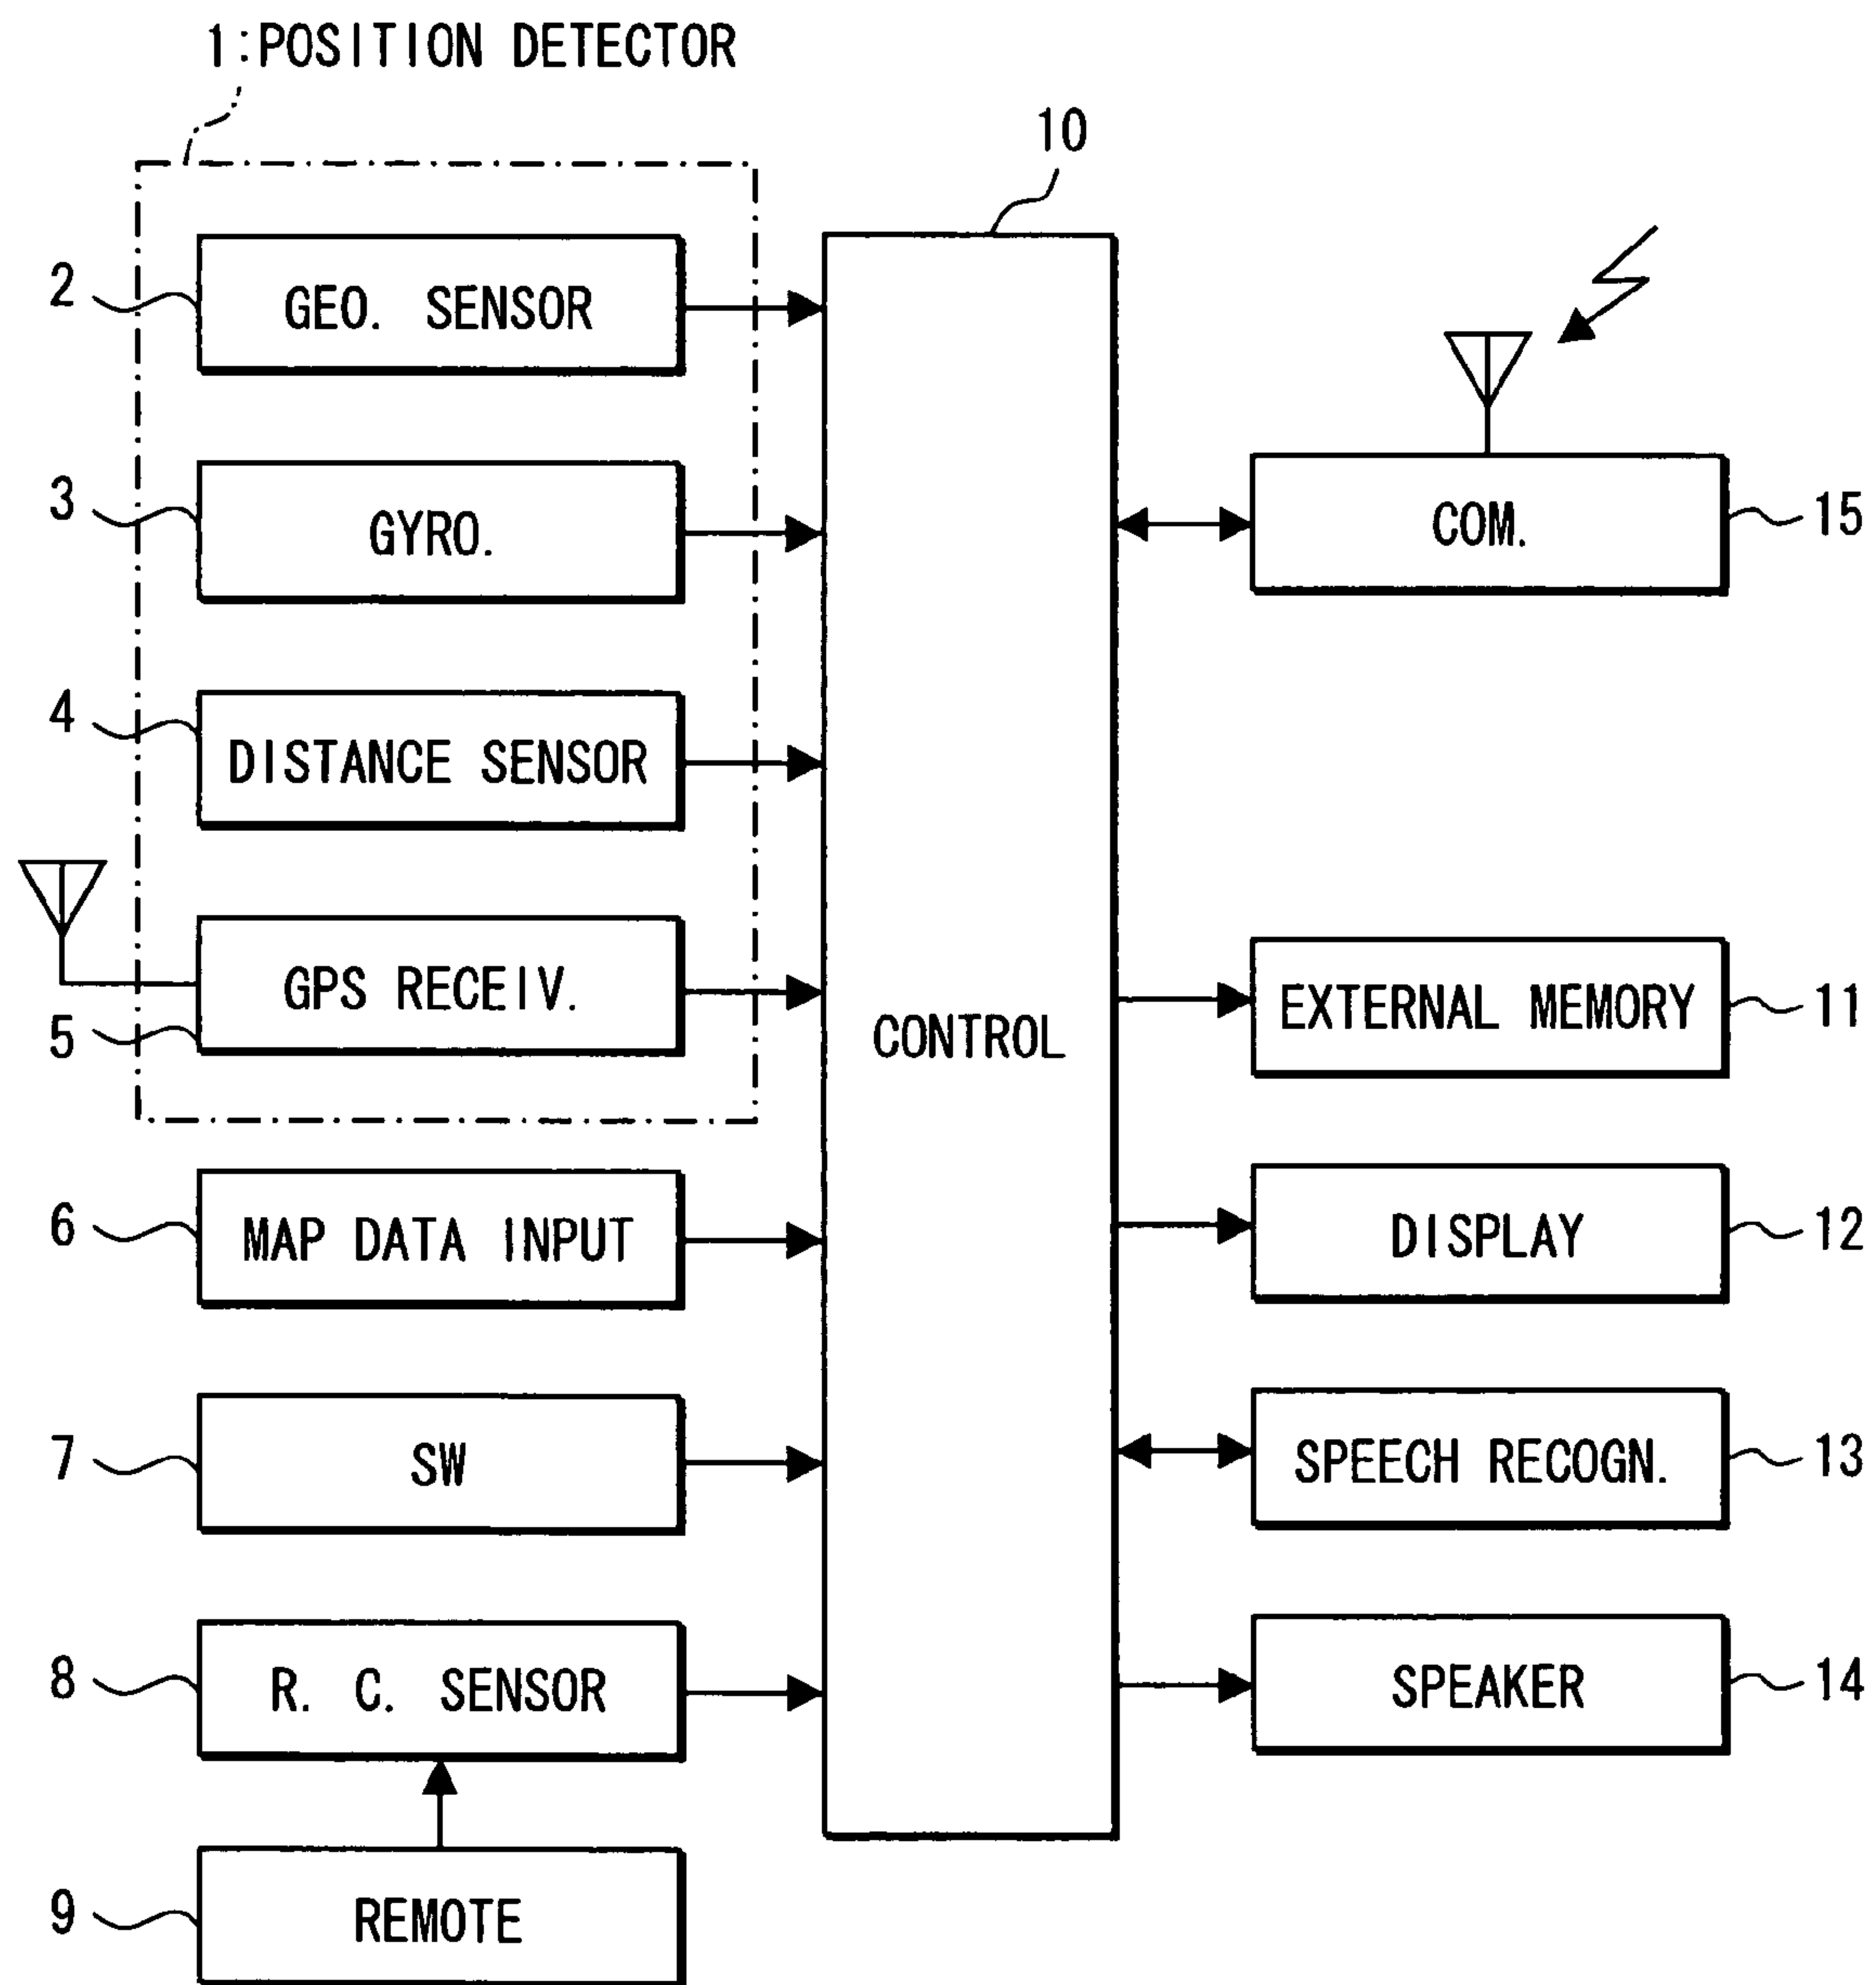 1:POSITION DETECTOR
10
2
GEO. SENSOR
3
GYRO.
COM.
15
4
DISTANCE SENSOR
GPS RECEIV.
5
CONTROL
EXTERNAL MEMORY
11
6
MAP DATA INPUT
DISPLAY
12
7
SW
SPEECH RECOGN.
13
8
R. C. SENSOR
SPEAKER
14
9
REMOTE